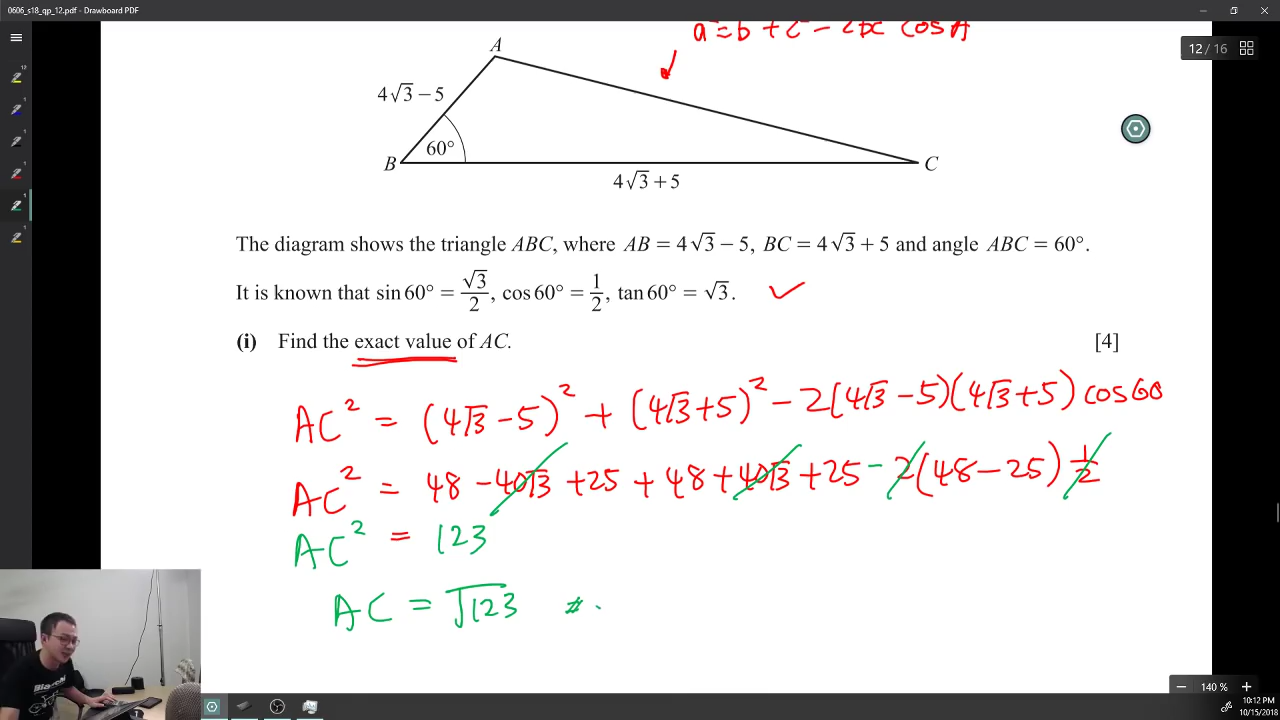 0606_s18_qp_12.pdf - Drawboard PDF
a²=b²+c²-2bc cosA
12 / 16
A
4√3 − 5
B
60°
C
4√3 + 5
The diagram shows the triangle ABC, where AB = 4√3 − 5, BC = 4√3 + 5 and angle ABC = 60°.
It is known that sin 60° = √3/2, cos 60° = 1/2, tan 60° = √3.
(i) Find the exact value of AC. [4]
AC² = (4√3 − 5)² + (4√3 + 5)² − 2(4√3 − 5)(4√3 + 5) cos60
AC² = 48 − 40√3 + 25 + 48 + 40√3 + 25 − 2(48 − 25) 1/2
AC² = 123
AC = √123 #.
140 %
10:12 PM
10/15/2018